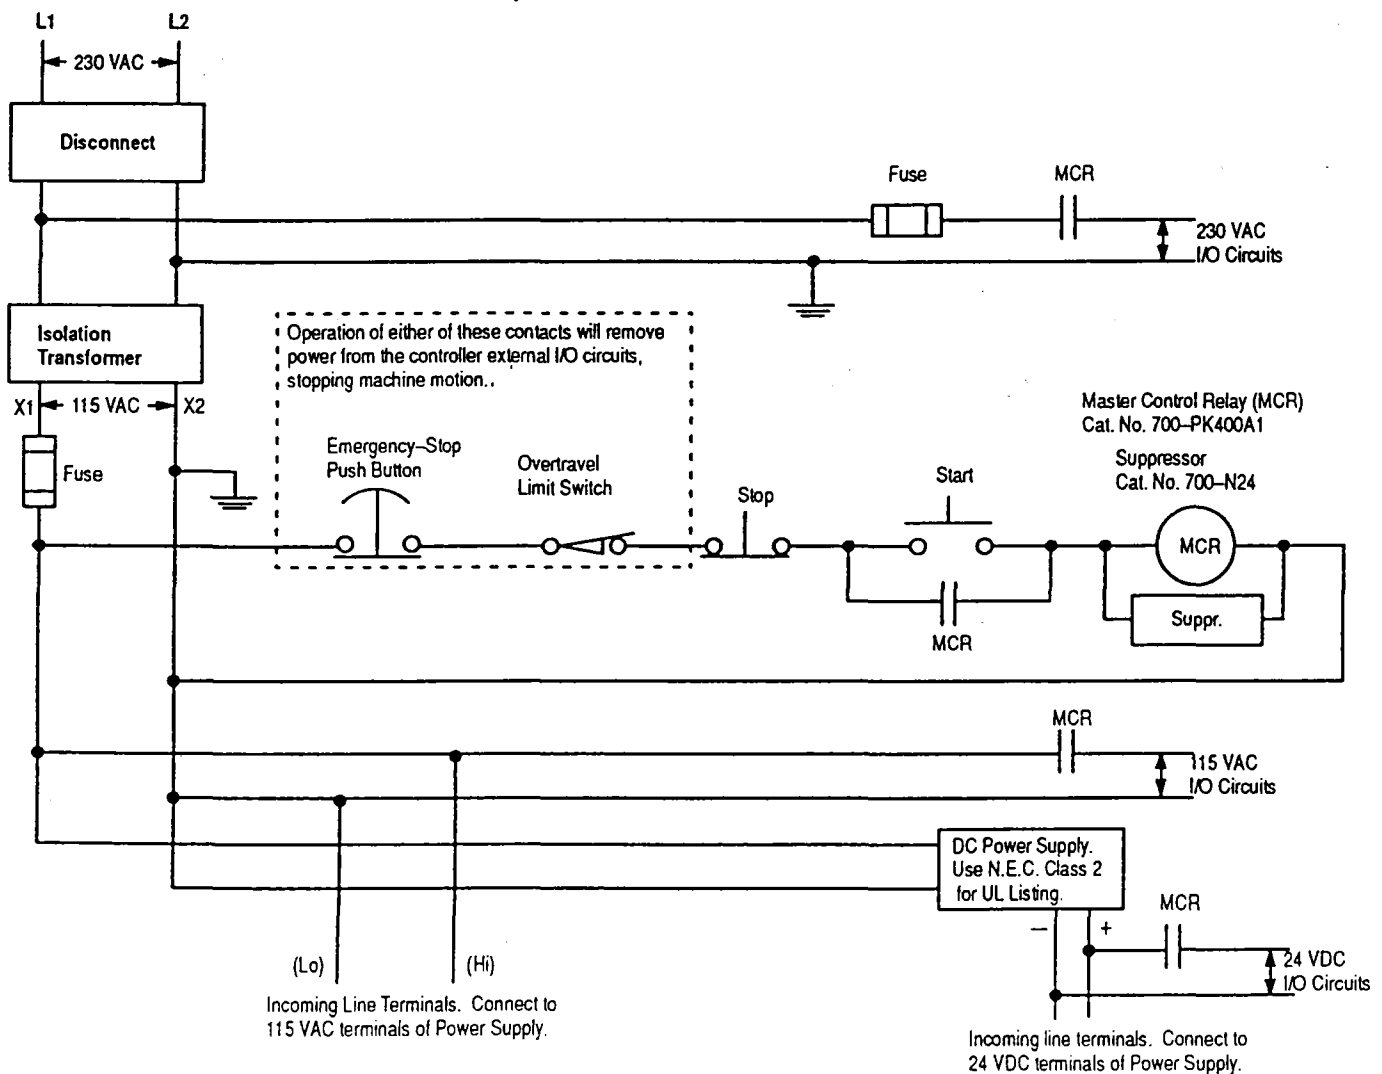 L1 L2
230 VAC
Disconnect
Fuse MCR
230 VAC
I/O Circuits
Isolation
Transformer
Operation of either of these contacts will remove
power from the controller external I/O circuits,
stopping machine motion..
X1 115 VAC X2
Fuse
Emergency–Stop
Push Button
Overtravel
Limit Switch
Stop
Start
Master Control Relay (MCR)
Cat. No. 700–PK400A1
Suppressor
Cat. No. 700–N24
MCR
Suppr.
MCR
MCR
115 VAC
I/O Circuits
DC Power Supply.
Use N.E.C. Class 2
for UL Listing.
MCR
— +
24 VDC
I/O Circuits
(Lo) (Hi)
Incoming Line Terminals. Connect to
115 VAC terminals of Power Supply.
Incoming line terminals. Connect to
24 VDC terminals of Power Supply.